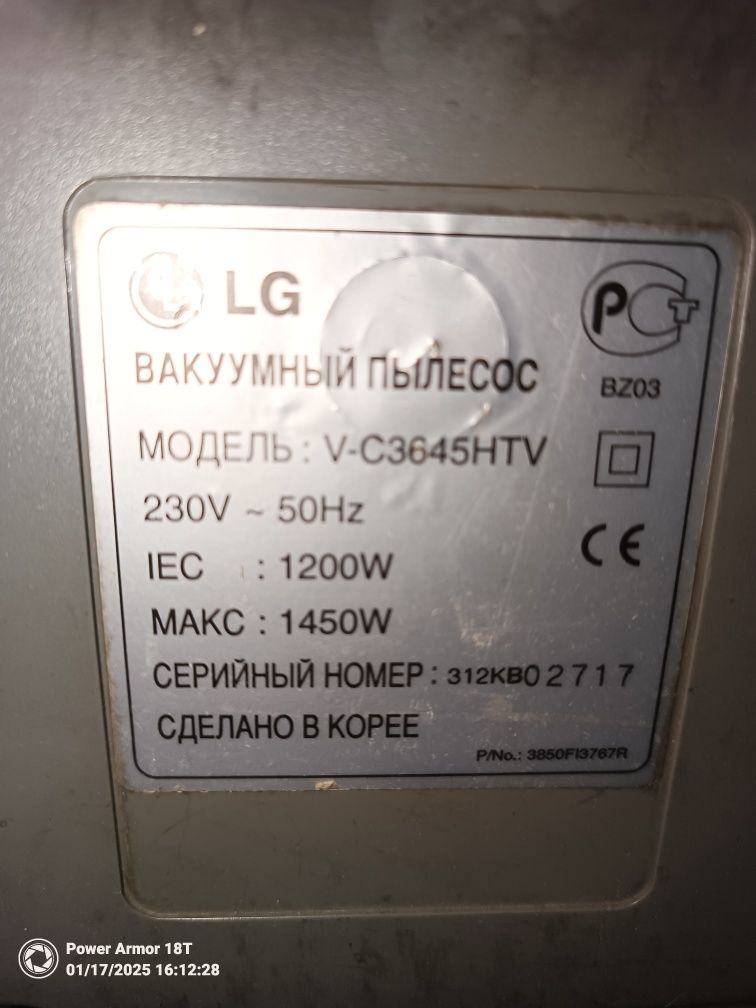 LG
РСТ
ВАКУУМНЫЙ ПЫЛЕСОС
BZ03
МОДЕЛЬ : V-C3645HTV
230V ~ 50Hz
IEC : 1200W
CE
МАКС : 1450W
СЕРИЙНЫЙ НОМЕР : 312KB02717
СДЕЛАНО В КОРЕЕ
P/No.: 3850FI3767R
Power Armor 18T
01/17/2025 16:12:28